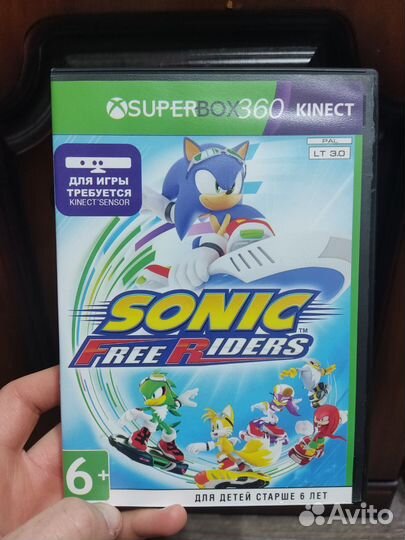 SUPERBOX360 KINECT
PAL
LT 3.0
ДЛЯ ИГРЫ
ТРЕБУЕТСЯ
KINECT SENSOR
SONIC
FREE RIDERS
TM
6+
ДЛЯ ДЕТЕЙ СТАРШЕ 6 ЛЕТ
Avito